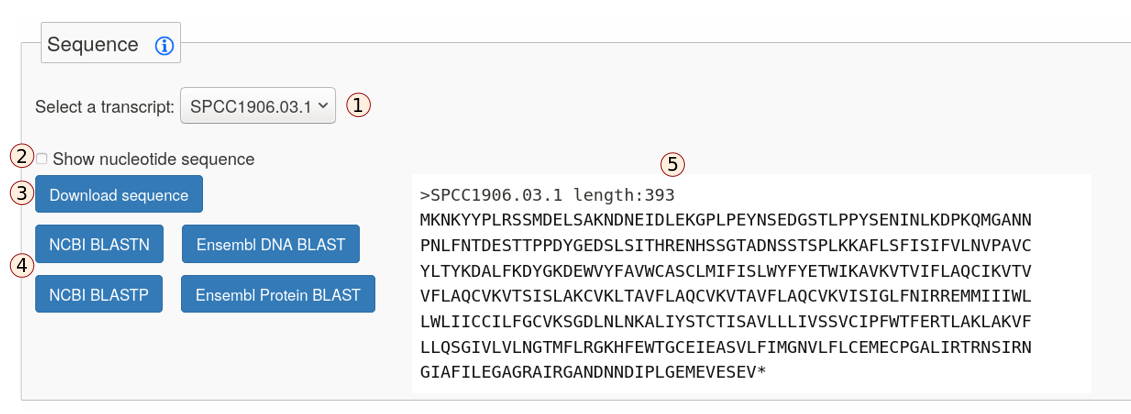 Sequence
Select a transcript: SPCC1906.03.1 1
2 Show nucleotide sequence
5
3 Download sequence
>SPCC1906.03.1 length:393
MKNKYYPLRSSMDELSAKNDNEIDLEKGPLPEYNSEDGSTLPPYSENINLKDPKQMGANN
NCBI BLASTN Ensembl DNA BLAST
PNLFNTDESTTPPDYGEDSLSITHRENHSSGTADNSSTSPLKKAFLSFISIFVLNVPAVC
4
YLTYKDALFKDYGKDEWVYFAVWCASCLMIFISLWYFYETWIKAVKVTVIFLAQCIKVTV
NCBI BLASTP Ensembl Protein BLAST
VFLAQCVKVTSISLAKCVKLTAVFLAQCVKVTAVFLAQCVKVISIGLFNIRREMMIIIWL
LWLIICCILFGCVKSGDLNLNKALIYSTCTISAVLLLIVSSVCIPFWTFERTLAKLAKVF
LLQSGIVLVLNGTMFLRGKHFEWTGCEIEASVLFIMGNVLFLCEMECPGALIRTRNSIRN
GIAFILEGAGRAIRGANDNNDIPLGEMEVESEV*